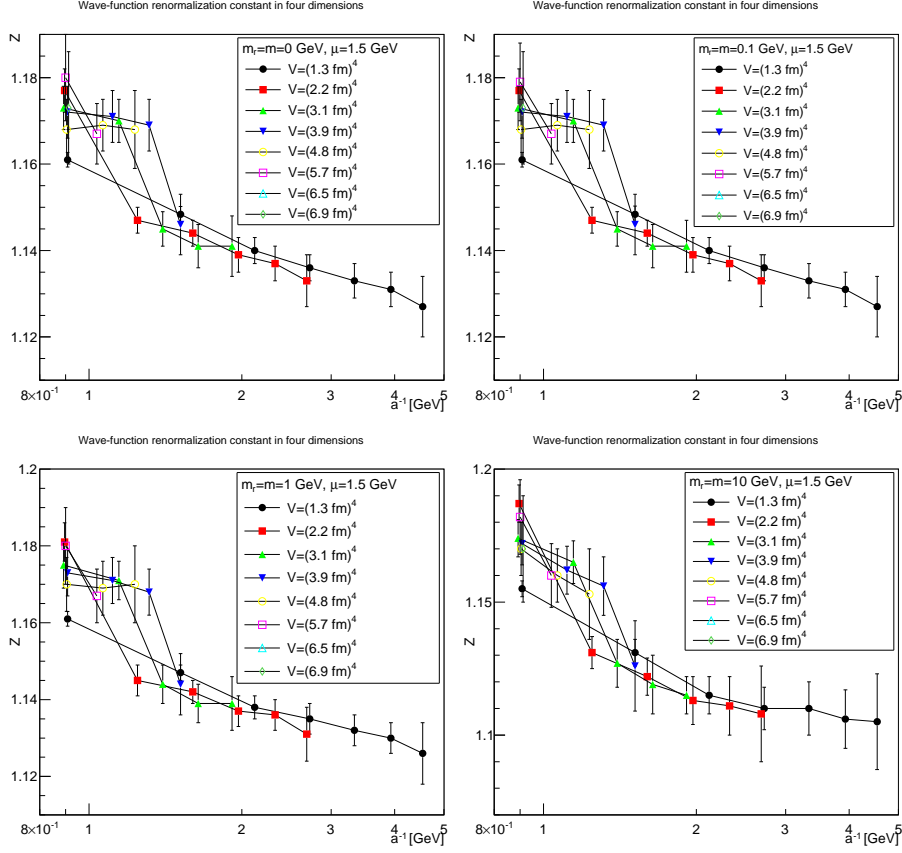 Wave-function renormalization constant in four dimensions
Z
1.18
1.16
1.14
1.12
8×10⁻¹
1
2
3
4
5
a⁻¹ [GeV]
mᵣ=m=0 GeV, μ=1.5 GeV
V=(1.3 fm)⁴
V=(2.2 fm)⁴
V=(3.1 fm)⁴
V=(3.9 fm)⁴
V=(4.8 fm)⁴
V=(5.7 fm)⁴
V=(6.5 fm)⁴
V=(6.9 fm)⁴
Wave-function renormalization constant in four dimensions
Z
1.18
1.16
1.14
1.12
8×10⁻¹
1
2
3
4
5
a⁻¹ [GeV]
mᵣ=m=0.1 GeV, μ=1.5 GeV
V=(1.3 fm)⁴
V=(2.2 fm)⁴
V=(3.1 fm)⁴
V=(3.9 fm)⁴
V=(4.8 fm)⁴
V=(5.7 fm)⁴
V=(6.5 fm)⁴
V=(6.9 fm)⁴
Wave-function renormalization constant in four dimensions
Z
1.2
1.18
1.16
1.14
1.12
8×10⁻¹
1
2
3
4
5
a⁻¹ [GeV]
mᵣ=m=1 GeV, μ=1.5 GeV
V=(1.3 fm)⁴
V=(2.2 fm)⁴
V=(3.1 fm)⁴
V=(3.9 fm)⁴
V=(4.8 fm)⁴
V=(5.7 fm)⁴
V=(6.5 fm)⁴
V=(6.9 fm)⁴
Wave-function renormalization constant in four dimensions
Z
1.2
1.15
1.1
8×10⁻¹
1
2
3
4
5
a⁻¹ [GeV]
mᵣ=m=10 GeV, μ=1.5 GeV
V=(1.3 fm)⁴
V=(2.2 fm)⁴
V=(3.1 fm)⁴
V=(3.9 fm)⁴
V=(4.8 fm)⁴
V=(5.7 fm)⁴
V=(6.5 fm)⁴
V=(6.9 fm)⁴